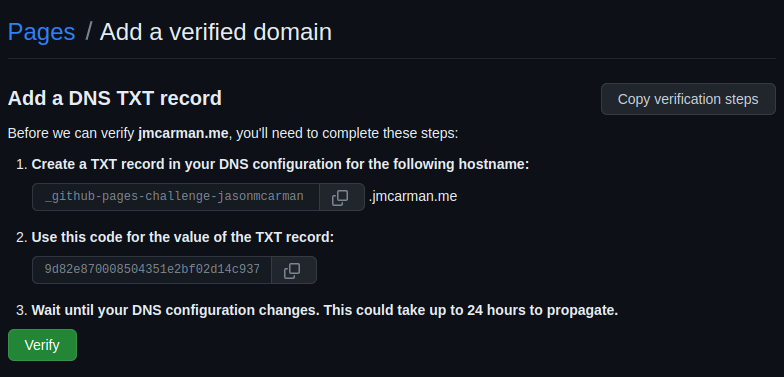 Pages / Add a verified domain
Add a DNS TXT record
Copy verification steps
Before we can verify jmcarman.me, you'll need to complete these steps:
1. Create a TXT record in your DNS configuration for the following hostname:
_github-pages-challenge-jasonmcarman .jmcarman.me
2. Use this code for the value of the TXT record:
9d82e870008504351e2bf02d14c937
3. Wait until your DNS configuration changes. This could take up to 24 hours to propagate.
Verify